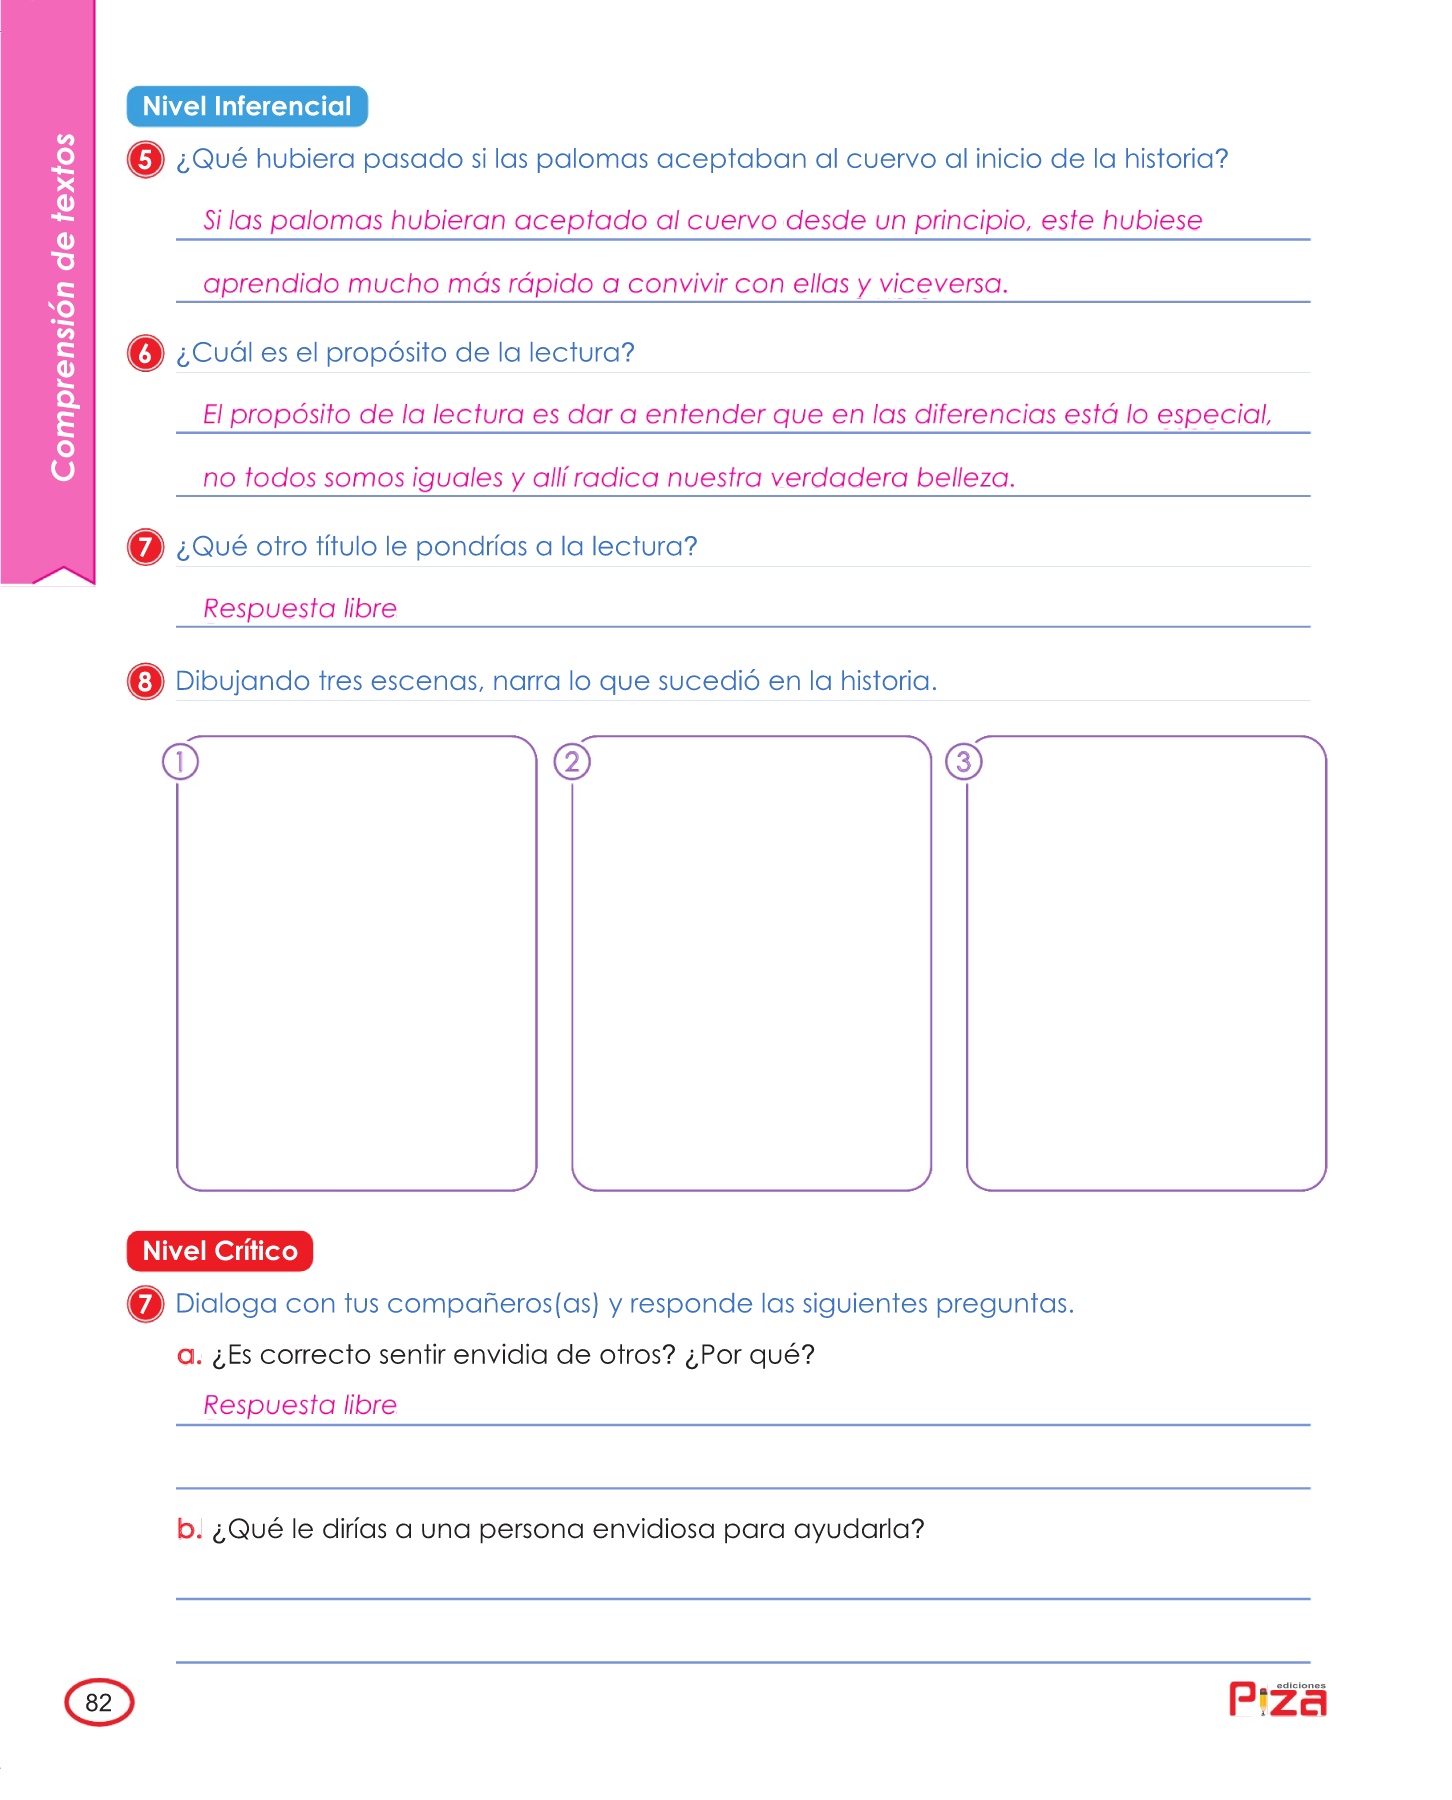 Comprensión de textos
Nivel Inferencial
5 ¿Qué hubiera pasado si las palomas aceptaban al cuervo al inicio de la historia?
Si las palomas hubieran aceptado al cuervo desde un principio, este hubiese
aprendido mucho más rápido a convivir con ellas y viceversa.
6 ¿Cuál es el propósito de la lectura?
El propósito de la lectura es dar a entender que en las diferencias está lo especial,
no todos somos iguales y allí radica nuestra verdadera belleza.
7 ¿Qué otro título le pondrías a la lectura?
Respuesta libre
8 Dibujando tres escenas, narra lo que sucedió en la historia.
1 2 3
Nivel Crítico
7 Dialoga con tus compañeros(as) y responde las siguientes preguntas.
a. ¿Es correcto sentir envidia de otros? ¿Por qué?
Respuesta libre
b. ¿Qué le dirías a una persona envidiosa para ayudarla?
82
ediciones
Piza